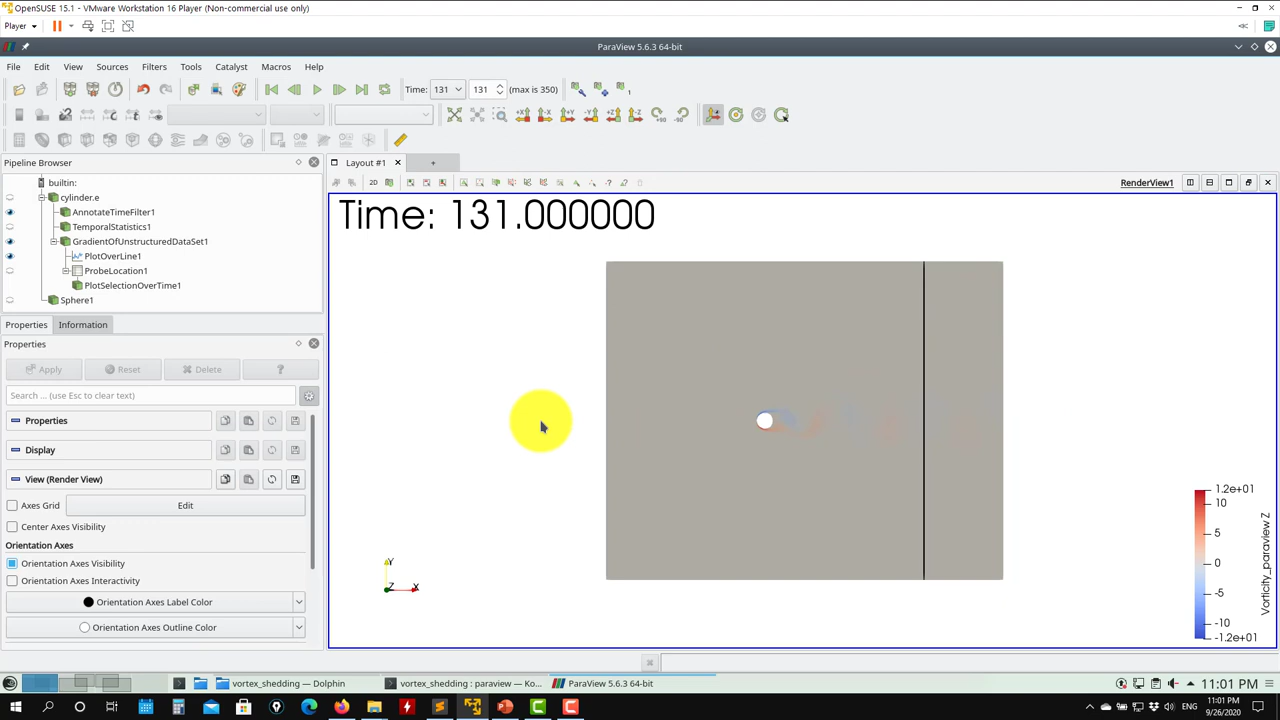 OpenSUSE 15.1 - VMware Workstation 16 Player (Non-commercial use only)
Player
ParaView 5.6.3 64-bit
File Edit View Sources Filters Tools Catalyst Macros Help
Time: 131 131 (max is 350)
+X -X +Y -Y +Z -Z +90 -90
Pipeline Browser
Layout #1 +
2D RenderView1
builtin:
cylinder.e
AnnotateTimeFilter1
TemporalStatistics1
GradientOfUnstructuredDataSet1
PlotOverLine1
ProbeLocation1
PlotSelectionOverTime1
Sphere1
Time: 131.000000
Properties Information
Properties
Apply Reset Delete ?
Search ... (use Esc to clear text)
Properties
Display
View (Render View)
Axes Grid Edit
Center Axes Visibility
Orientation Axes
Orientation Axes Visibility
Orientation Axes Interactivity
Orientation Axes Label Color
Orientation Axes Outline Color
Y
Z X
1.2e+01
10
5
0
-5
-10
-1.2e+01
Vorticity_paraview Z
vortex_shedding — Dolphin
vortex_shedding : paraview — Ko...
ParaView 5.6.3 64-bit
11:01 PM
11:01 PM
9/26/2020